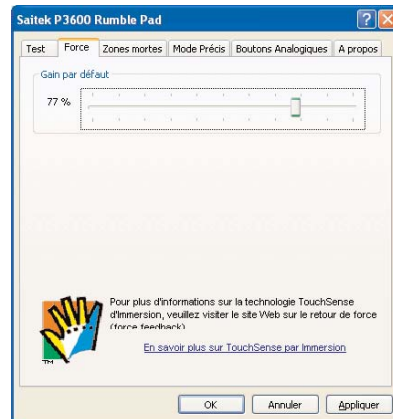 Saitek P3600 Rumble Pad
Test Force Zones mortes Mode Précis Boutons Analogiques A propos
Gain par défaut
77 %
Pour plus d'informations sur la technologie TouchSense
d'Immersion, veuillez visiter le site Web sur le retour de force
(force feedback)
En savoir plus sur TouchSense par Immersion
TM
OK Annuler Appliquer